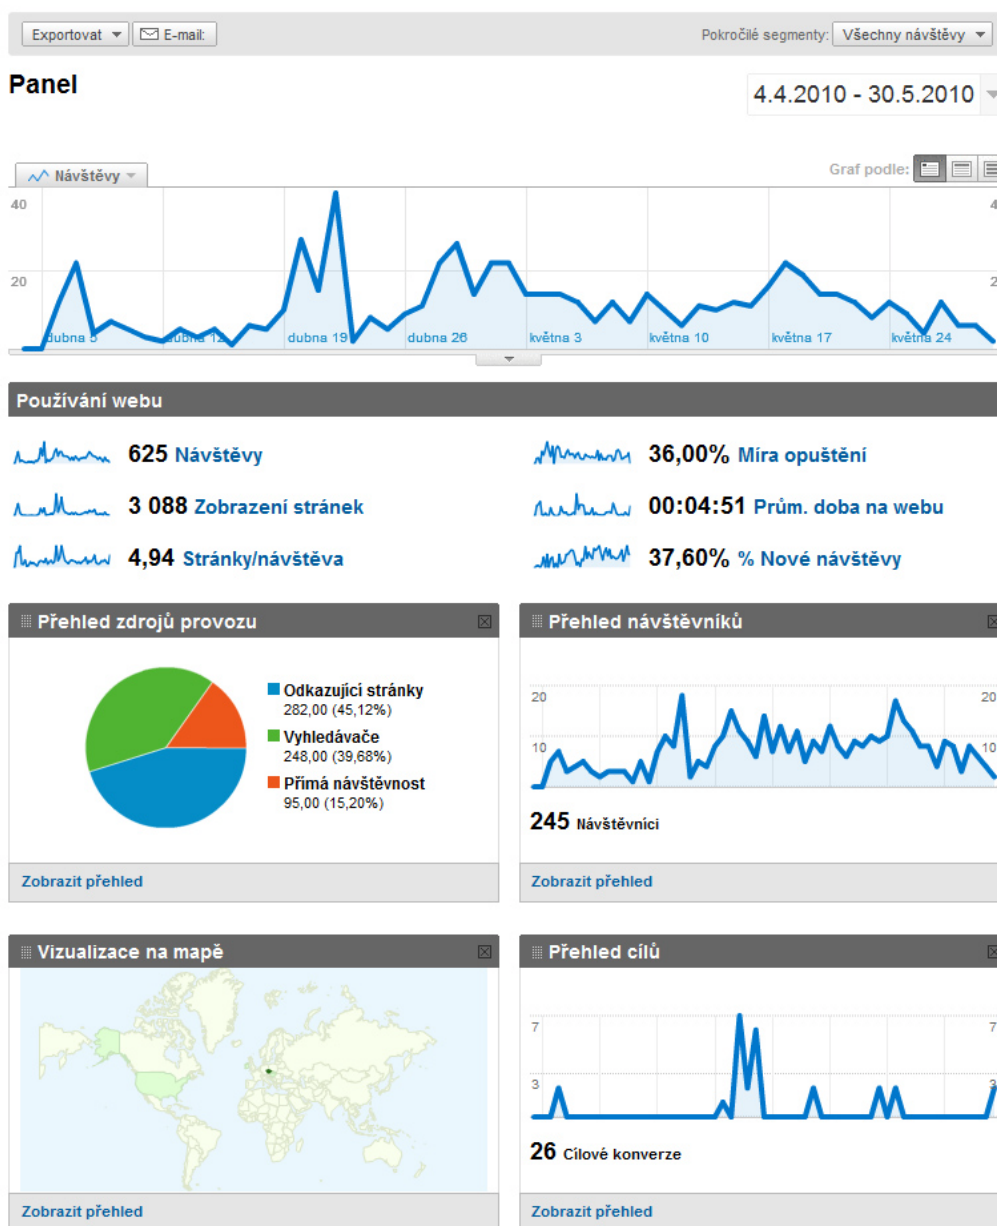 Exportovat E-mail: Pokročilé segmenty: Všechny návštěvy
Panel
4.4.2010 - 30.5.2010
Návštěvy
Graf podle:
40
20
dubna 5 dubna 12 dubna 19 dubna 26 května 3 května 10 května 17 května 24
Používání webu
625 Návštěvy
36,00% Míra opuštění
3 088 Zobrazení stránek
00:04:51 Prům. doba na webu
4,94 Stránky/návštěva
37,60% % Nové návštěvy
Přehled zdrojů provozu
Odkazující stránky
282,00 (45,12%)
Vyhledávače
248,00 (39,68%)
Přímá návštěvnost
95,00 (15,20%)
Zobrazit přehled
Přehled návštěvníků
20 20
10 10
245 Návštěvníci
Zobrazit přehled
Vizualizace na mapě
Zobrazit přehled
Přehled cílů
7 7
3 3
26 Cílové konverze
Zobrazit přehled